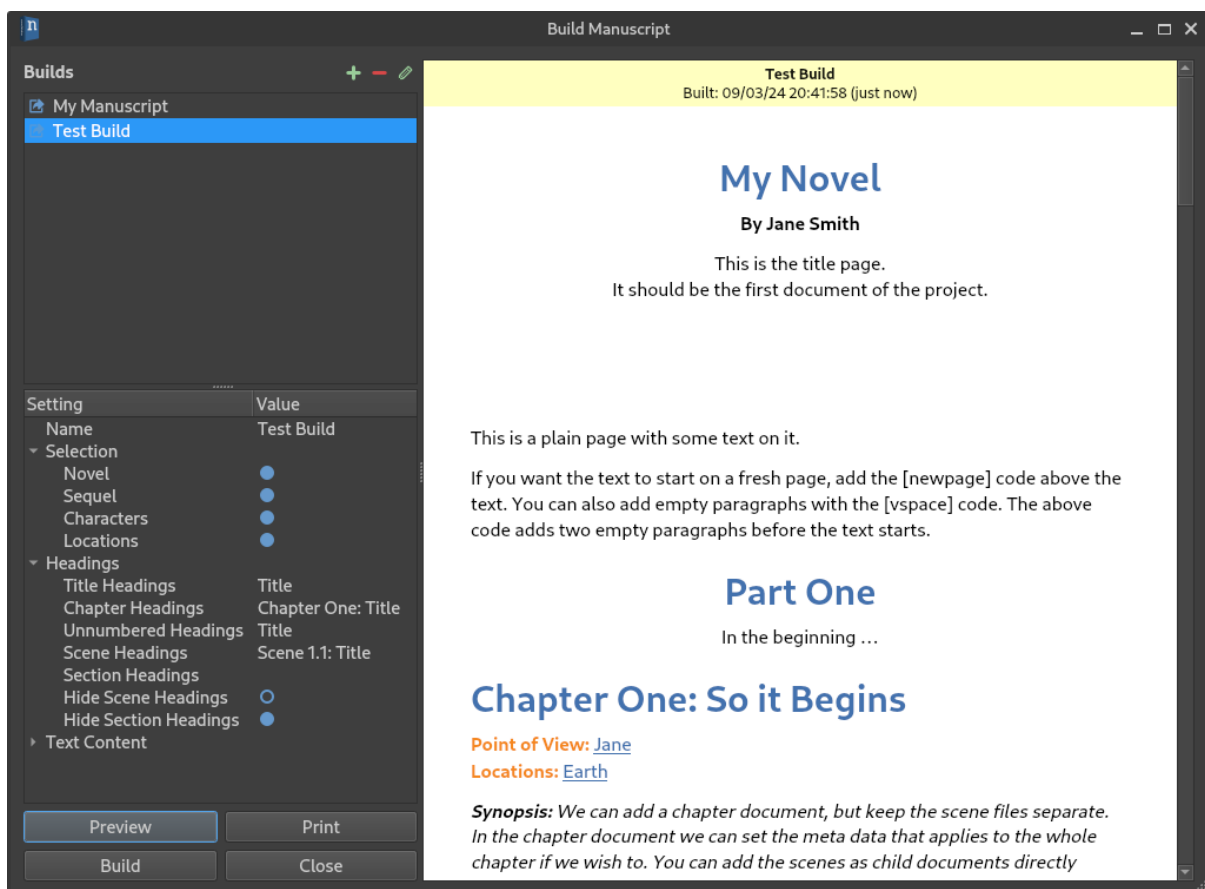 n
Build Manuscript
Builds
My Manuscript
Test Build
Setting Value
Name Test Build
Selection
Novel
Sequel
Characters
Locations
Headings
Title Headings Title
Chapter Headings Chapter One: Title
Unnumbered Headings Title
Scene Headings Scene 1.1: Title
Section Headings
Hide Scene Headings
Hide Section Headings
Text Content
Preview Print
Build Close
Test Build
Built: 09/03/24 20:41:58 (just now)
My Novel
By Jane Smith
This is the title page.
It should be the first document of the project.
This is a plain page with some text on it.
If you want the text to start on a fresh page, add the [newpage] code above the
text. You can also add empty paragraphs with the [vspace] code. The above
code adds two empty paragraphs before the text starts.
Part One
In the beginning …
Chapter One: So it Begins
Point of View: Jane
Locations: Earth
Synopsis: We can add a chapter document, but keep the scene files separate.
In the chapter document we can set the meta data that applies to the whole
chapter if we wish to. You can add the scenes as child documents directly